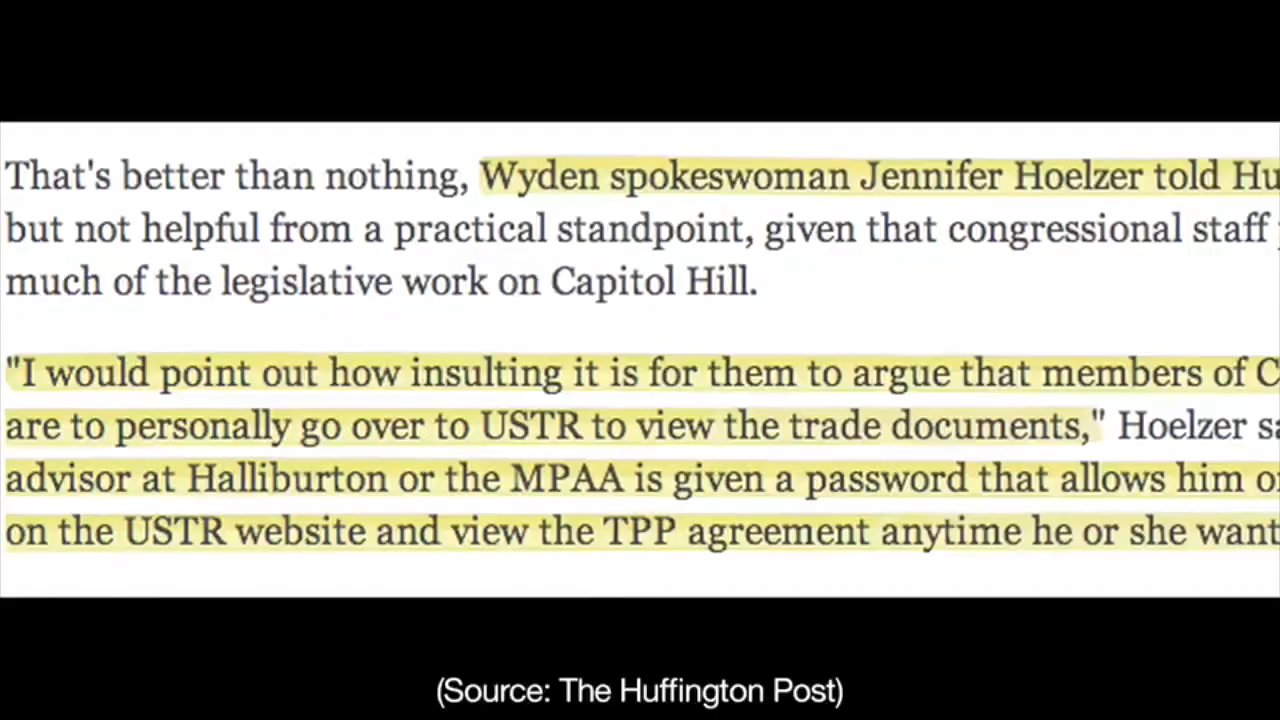 That's better than nothing, Wyden spokeswoman Jennifer Hoelzer told Hu
but not helpful from a practical standpoint, given that congressional staff
much of the legislative work on Capitol Hill.
"I would point out how insulting it is for them to argue that members of C
are to personally go over to USTR to view the trade documents," Hoelzer sa
advisor at Halliburton or the MPAA is given a password that allows him o
on the USTR website and view the TPP agreement anytime he or she want
(Source: The Huffington Post)